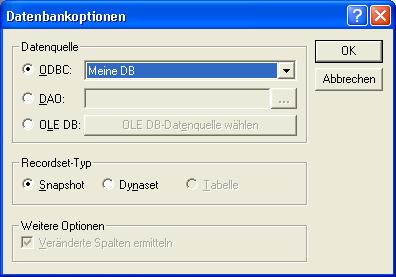 Datenbankoptionen
Datenquelle
ODBC: Meine DB
OK
DAO: ...
Abbrechen
OLE DB: OLE DB-Datenquelle wählen
Recordset-Typ
Snapshot Dynaset Tabelle
Weitere Optionen
Veränderte Spalten ermitteln